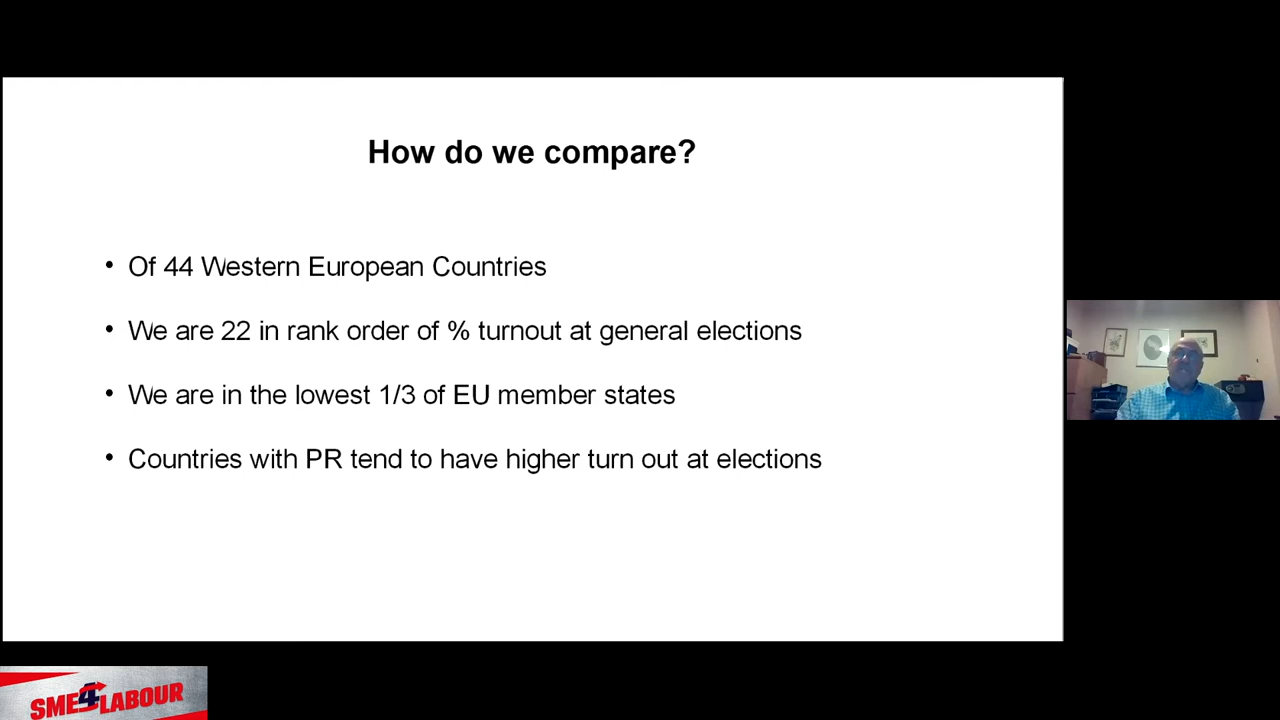 How do we compare?
• Of 44 Western European Countries
• We are 22 in rank order of % turnout at general elections
• We are in the lowest 1/3 of EU member states
• Countries with PR tend to have higher turn out at elections
SME4LABOUR